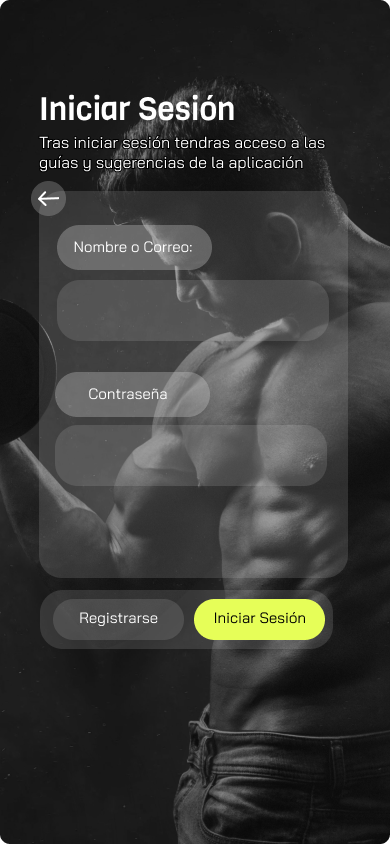 Iniciar Sesión
Tras iniciar sesión tendras acceso a las
guías y sugerencias de la aplicación
Nombre o Correo:
Contraseña
Registrarse
Iniciar Sesión